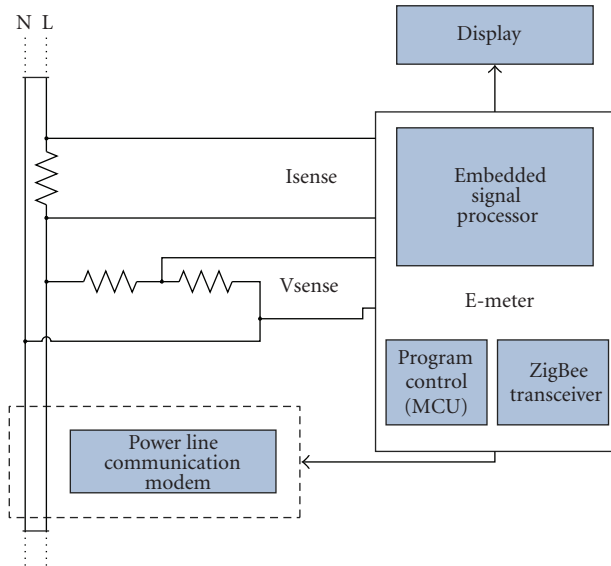 N L
Display
Isense
Embedded
signal
processor
Vsense
E-meter
Program
control
(MCU)
ZigBee
transceiver
Power line
communication
modem